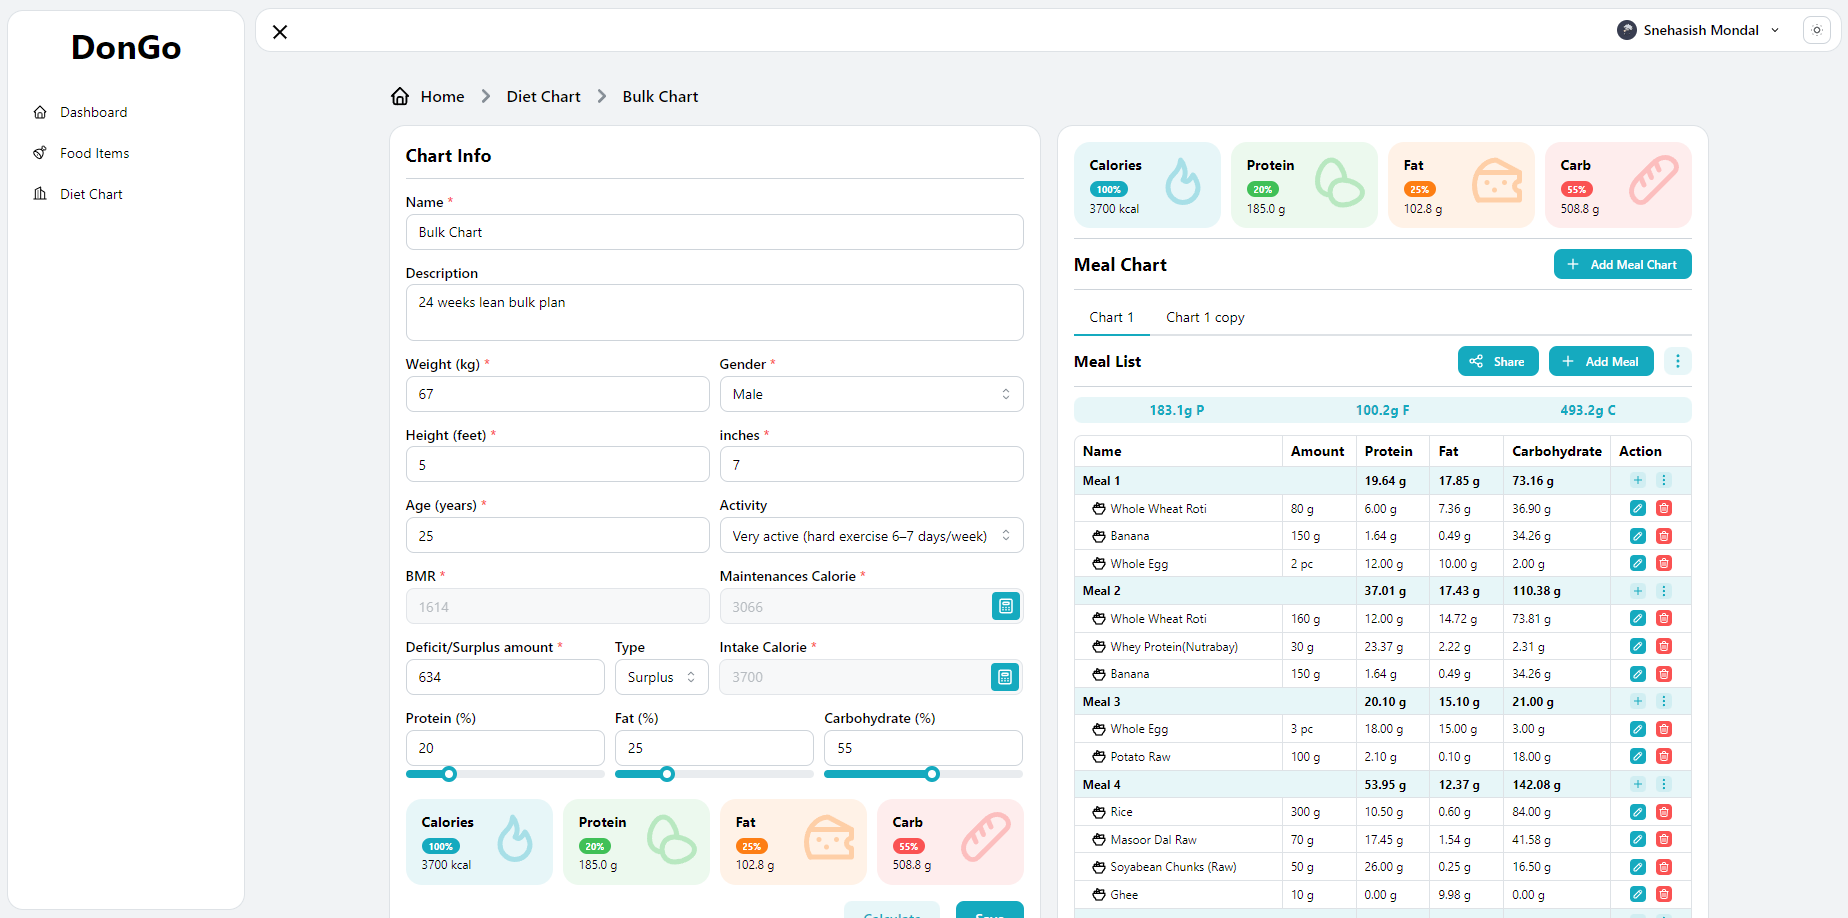 DonGo
Dashboard
Food Items
Diet Chart
Snehasish Mondal
Home > Diet Chart > Bulk Chart
Chart Info
Name *
Bulk Chart
Description
24 weeks lean bulk plan
Weight (kg) * Gender *
67 Male
Height (feet) * inches *
5 7
Age (years) * Activity
25 Very active (hard exercise 6–7 days/week)
BMR * Maintenances Calorie *
1614 3066
Deficit/Surplus amount * Type Intake Calorie *
634 Surplus 3700
Protein (%) Fat (%) Carbohydrate (%)
20 25 55
Calories Protein Fat Carb
100% 20% 25% 55%
3700 kcal 185.0 g 102.8 g 508.8 g
Calculate Save
Calories Protein Fat Carb
100% 20% 25% 55%
3700 kcal 185.0 g 102.8 g 508.8 g
Meal Chart + Add Meal Chart
Chart 1 Chart 1 copy
Meal List Share + Add Meal
183.1g P 100.2g F 493.2g C
Name Amount Protein Fat Carbohydrate Action
Meal 1 19.64 g 17.85 g 73.16 g
Whole Wheat Roti 80 g 6.00 g 7.36 g 36.90 g
Banana 150 g 1.64 g 0.49 g 34.26 g
Whole Egg 2 pc 12.00 g 10.00 g 2.00 g
Meal 2 37.01 g 17.43 g 110.38 g
Whole Wheat Roti 160 g 12.00 g 14.72 g 73.81 g
Whey Protein(Nutrabay) 30 g 23.37 g 2.22 g 2.31 g
Banana 150 g 1.64 g 0.49 g 34.26 g
Meal 3 20.10 g 15.10 g 21.00 g
Whole Egg 3 pc 18.00 g 15.00 g 3.00 g
Potato Raw 100 g 2.10 g 0.10 g 18.00 g
Meal 4 53.95 g 12.37 g 142.08 g
Rice 300 g 10.50 g 0.60 g 84.00 g
Masoor Dal Raw 70 g 17.45 g 1.54 g 41.58 g
Soyabean Chunks (Raw) 50 g 26.00 g 0.25 g 16.50 g
Ghee 10 g 0.00 g 9.98 g 0.00 g